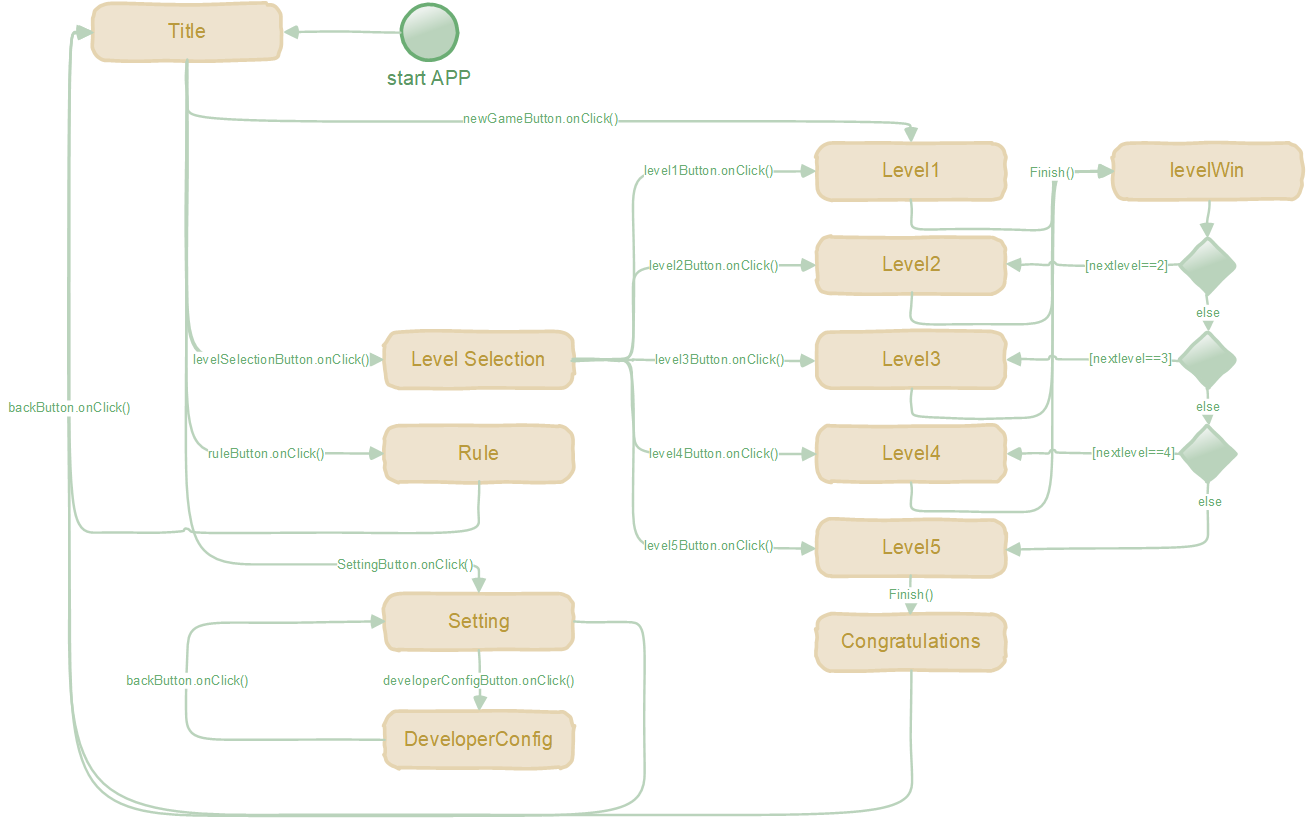 Title
start APP
newGameButton.onClick()
level1Button.onClick()
Level1
Finish()
levelWin
level2Button.onClick()
Level2
[nextlevel==2]
else
levelSelectionButton.onClick()
Level Selection
level3Button.onClick()
Level3
[nextlevel==3]
else
backButton.onClick()
ruleButton.onClick()
Rule
level4Button.onClick()
Level4
[nextlevel==4]
else
level5Button.onClick()
Level5
SettingButton.onClick()
Finish()
Setting
Congratulations
backButton.onClick()
developerConfigButton.onClick()
DeveloperConfig